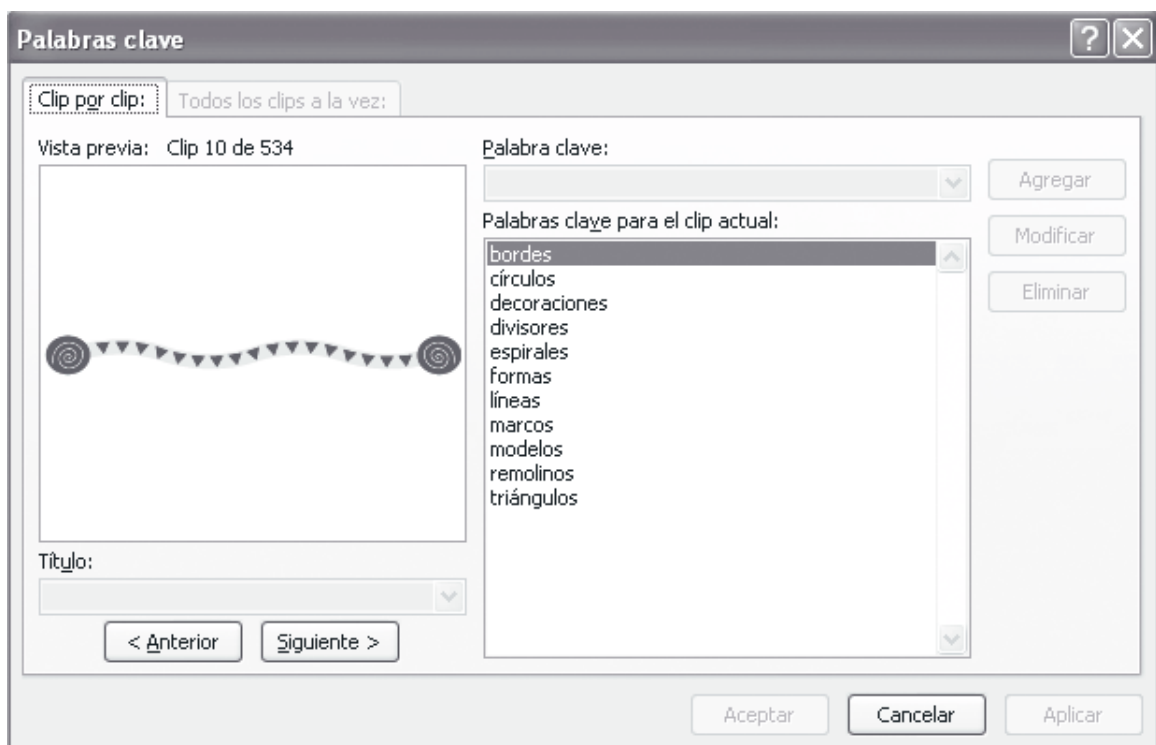 Palabras clave
Clip por clip: Todos los clips a la vez:
Vista previa: Clip 10 de 534
Palabra clave:
Agregar
Palabras clave para el clip actual:
Modificar
Eliminar
bordes
círculos
decoraciones
divisores
espirales
formas
líneas
marcos
modelos
remolinos
triángulos
Título:
< Anterior Siguiente >
Aceptar Cancelar Aplicar